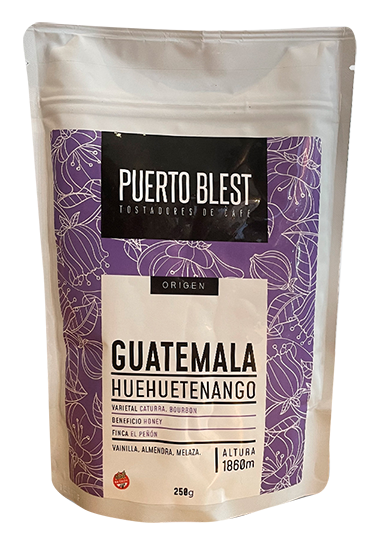 PUERTO BLEST
TOSTADORES DE CAFÉ
ORIGEN
GUATEMALA
HUEHUETENANGO
VARIETAL CATURRA, BOURBON
BENEFICIO HONEY
FINCA EL PEÑÓN
VAINILLA, ALMENDRA, MELAZA.
ALTURA
1860m
250g